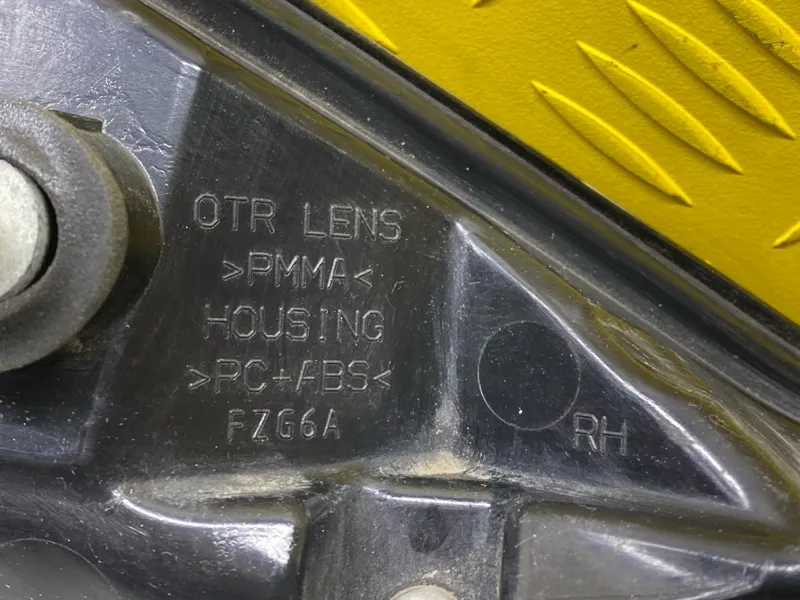 OTR LENS
>PMMA<
HOUSING
>PC+ABS<
FZG6A
RH